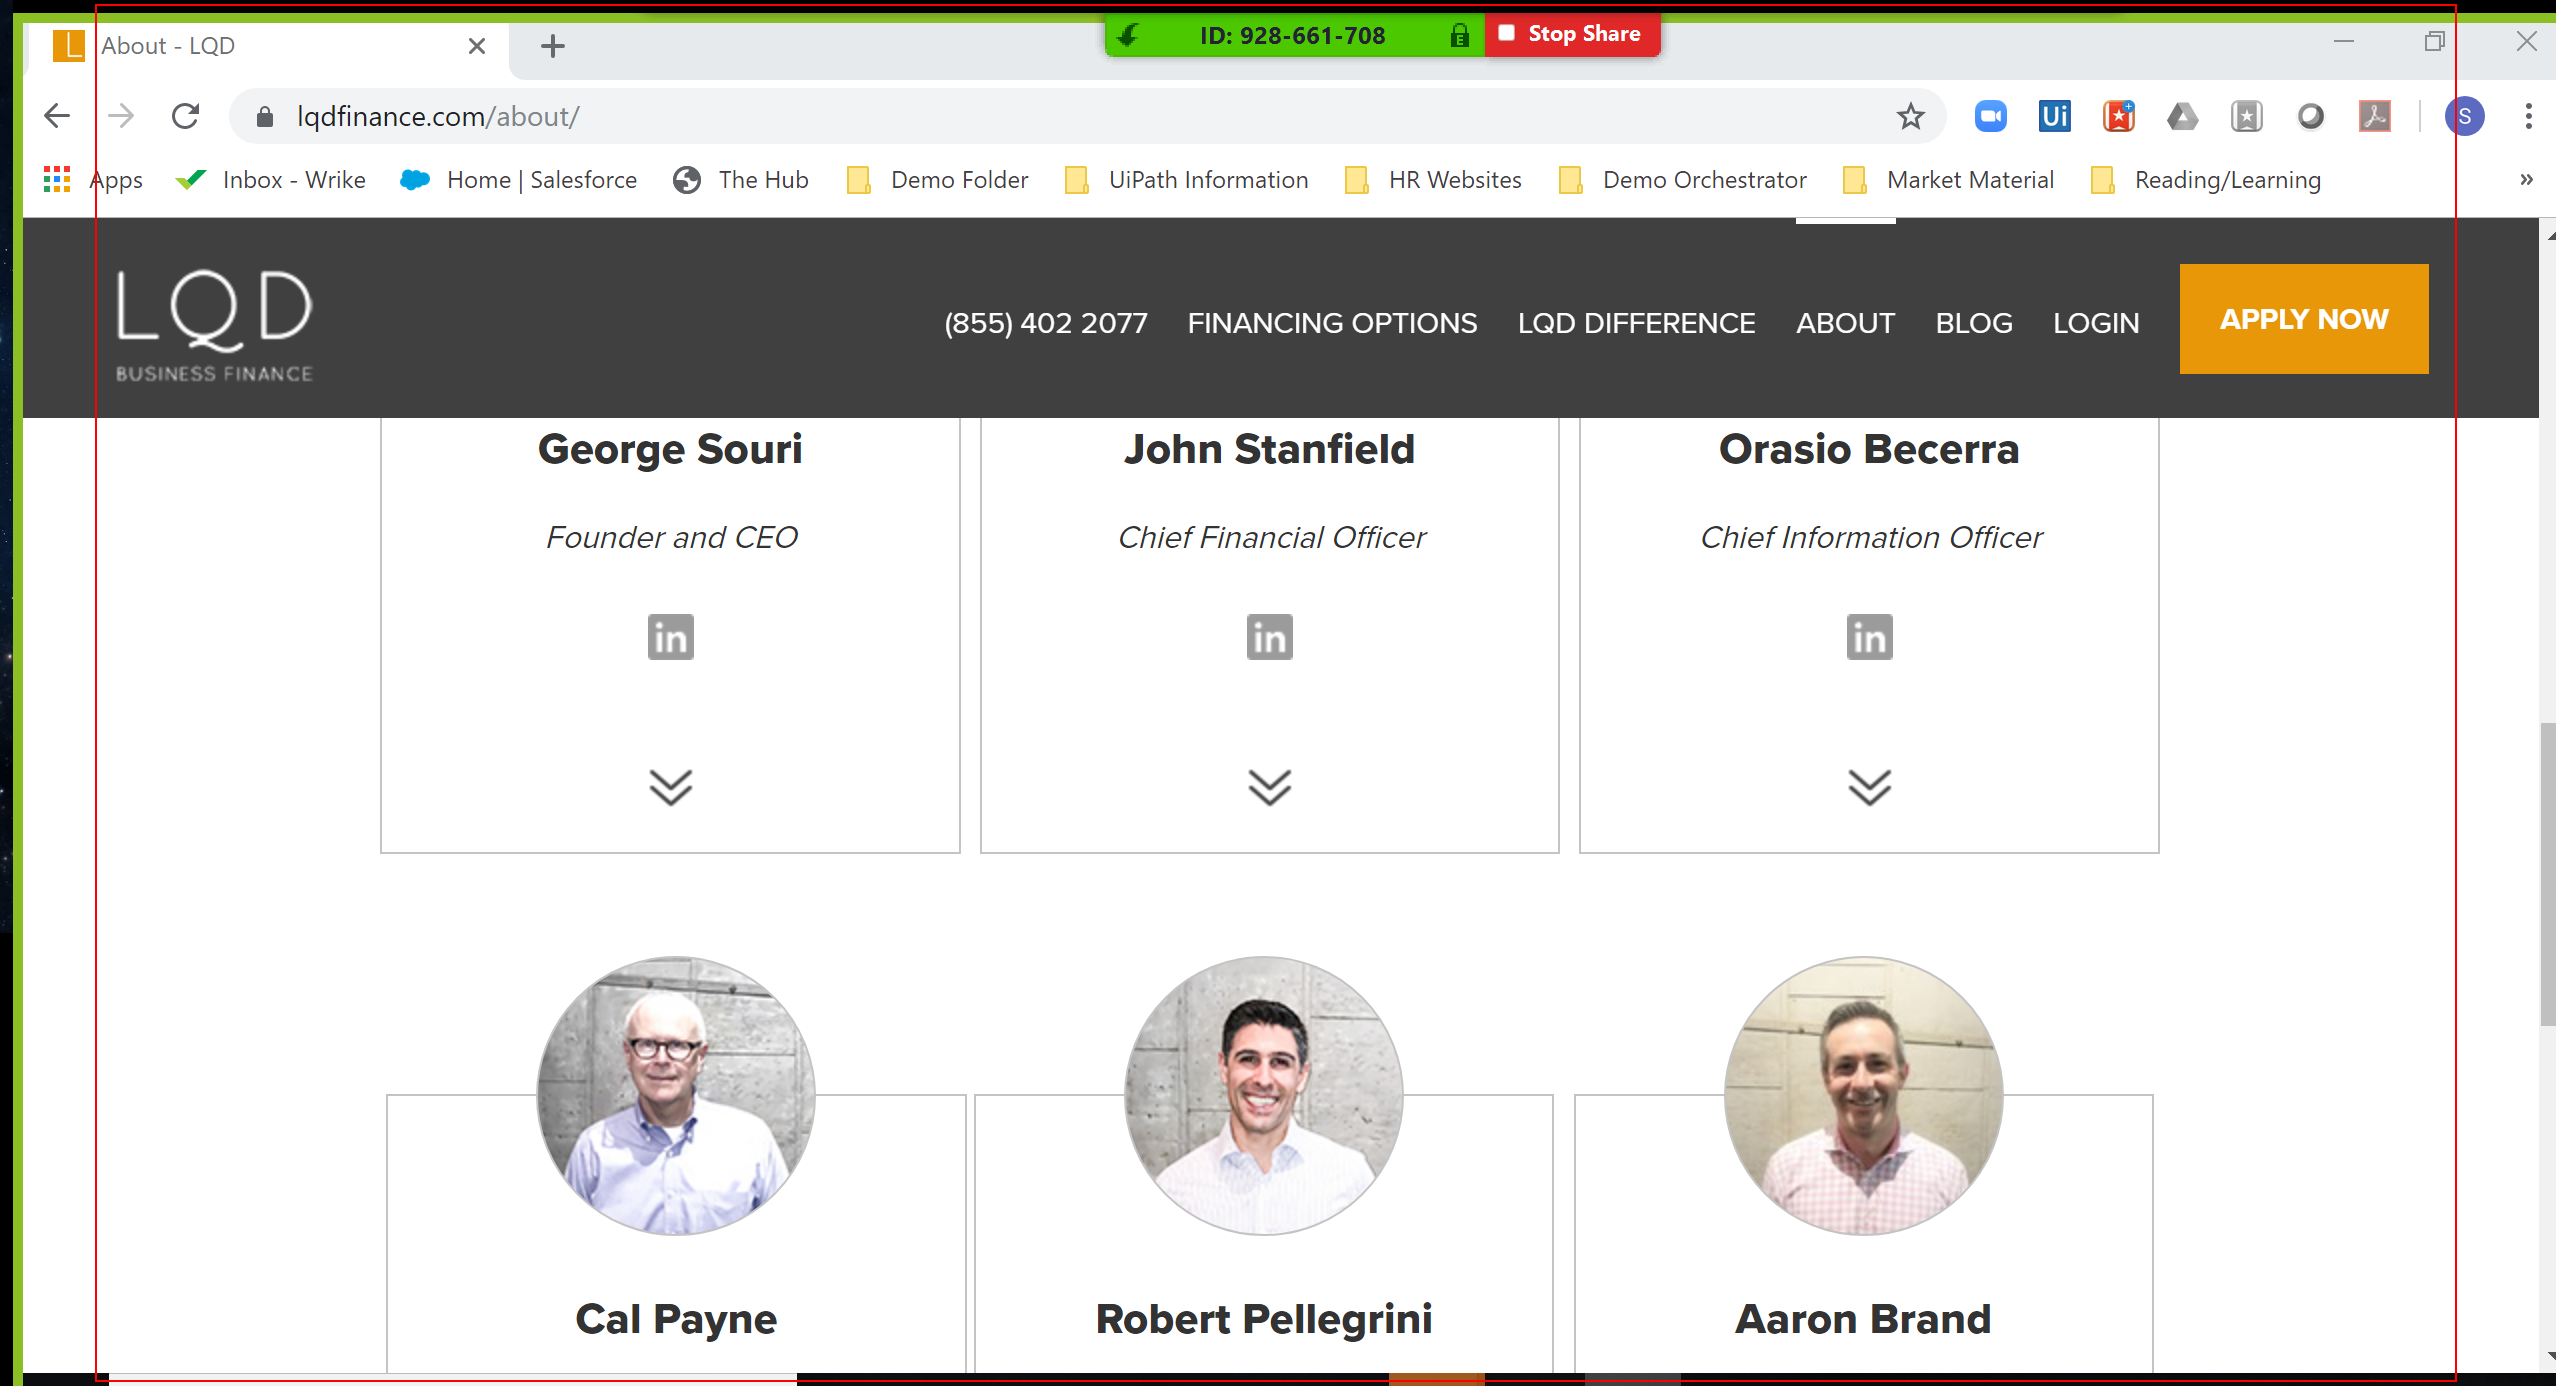 About - LQD
ID: 928-661-708
Stop Share
lqdfinance.com/about/
S
Apps Inbox - Wrike Home | Salesforce The Hub Demo Folder UiPath Information HR Websites Demo Orchestrator Market Material Reading/Learning
LQD
BUSINESS FINANCE
(855) 402 2077 FINANCING OPTIONS LQD DIFFERENCE ABOUT BLOG LOGIN APPLY NOW
George Souri John Stanfield Orasio Becerra
Founder and CEO Chief Financial Officer Chief Information Officer
in in in
Cal Payne Robert Pellegrini Aaron Brand